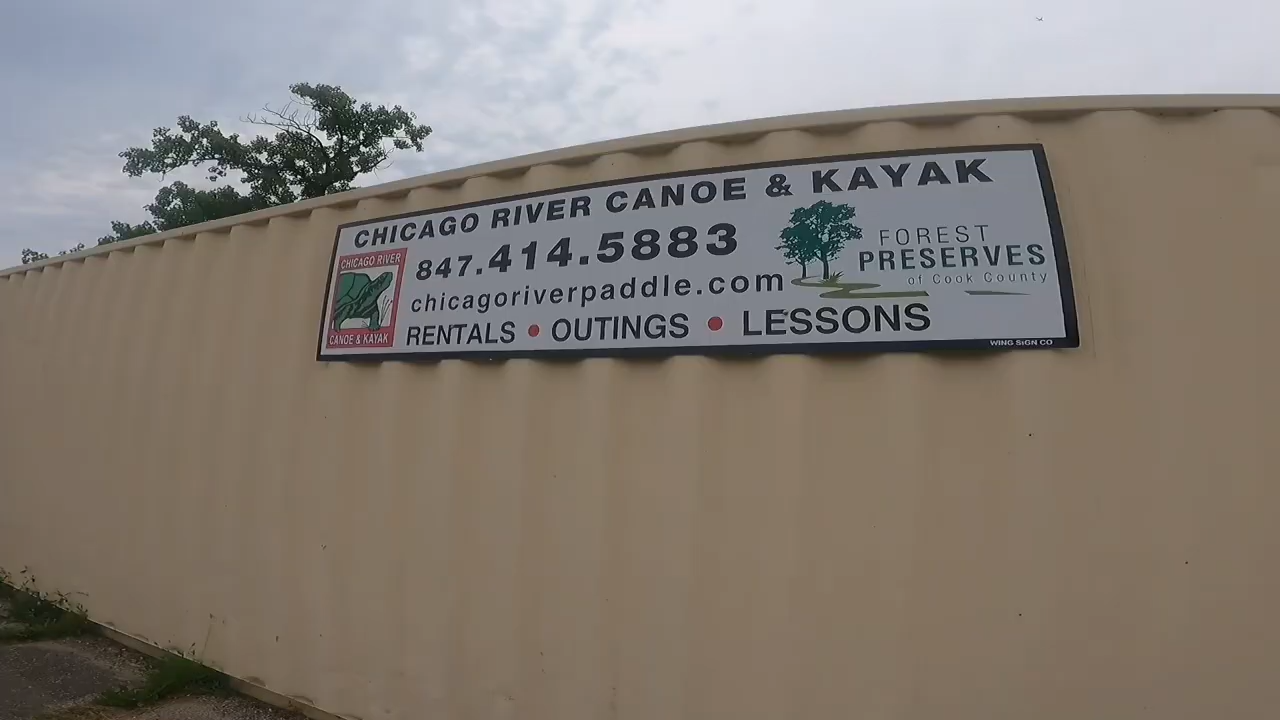 CHICAGO RIVER CANOE & KAYAK
847.414.5883
chicagoriverpaddle.com
RENTALS • OUTINGS • LESSONS
CHICAGO RIVER
CANOE & KAYAK
FOREST
PRESERVES
of Cook County
WING SIGN CO